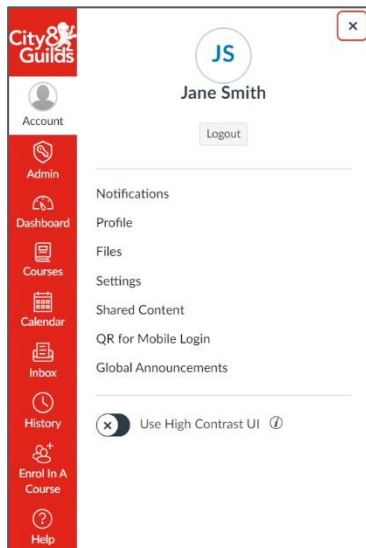 City&
Guilds
Account
Admin
Dashboard
Courses
Calendar
Inbox
History
Enrol In A
Course
Help
JS
Jane Smith
Logout
Notifications
Profile
Files
Settings
Shared Content
QR for Mobile Login
Global Announcements
Use High Contrast UI